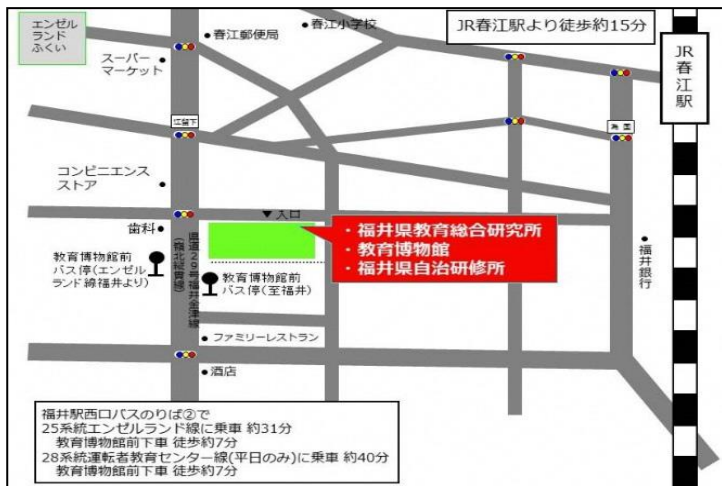 エンゼル
ランド
ふくい
春江郵便局
春江小学校
JR春江駅より徒歩約15分
JR
春
江
駅
スーパー
マーケット
江留下
コンビニエンス
ストア
▼入口
歯科
・福井県教育総合研究所
・教育博物館
・福井県自治研修所
教育博物館前
バス停(エンゼル
ランド線福井より)
県道29号福井金津線
(嶺北縦貫線)
教育博物館前
バス停(至福井)
福井銀行
ファミリーレストラン
酒店
福井駅西口バスのりば②で
25系統エンゼルランド線に乗車 約31分
教育博物館前下車 徒歩約7分
28系統運転者教育センター線(平日のみ)に乗車 約40分
教育博物館前下車 徒歩約7分